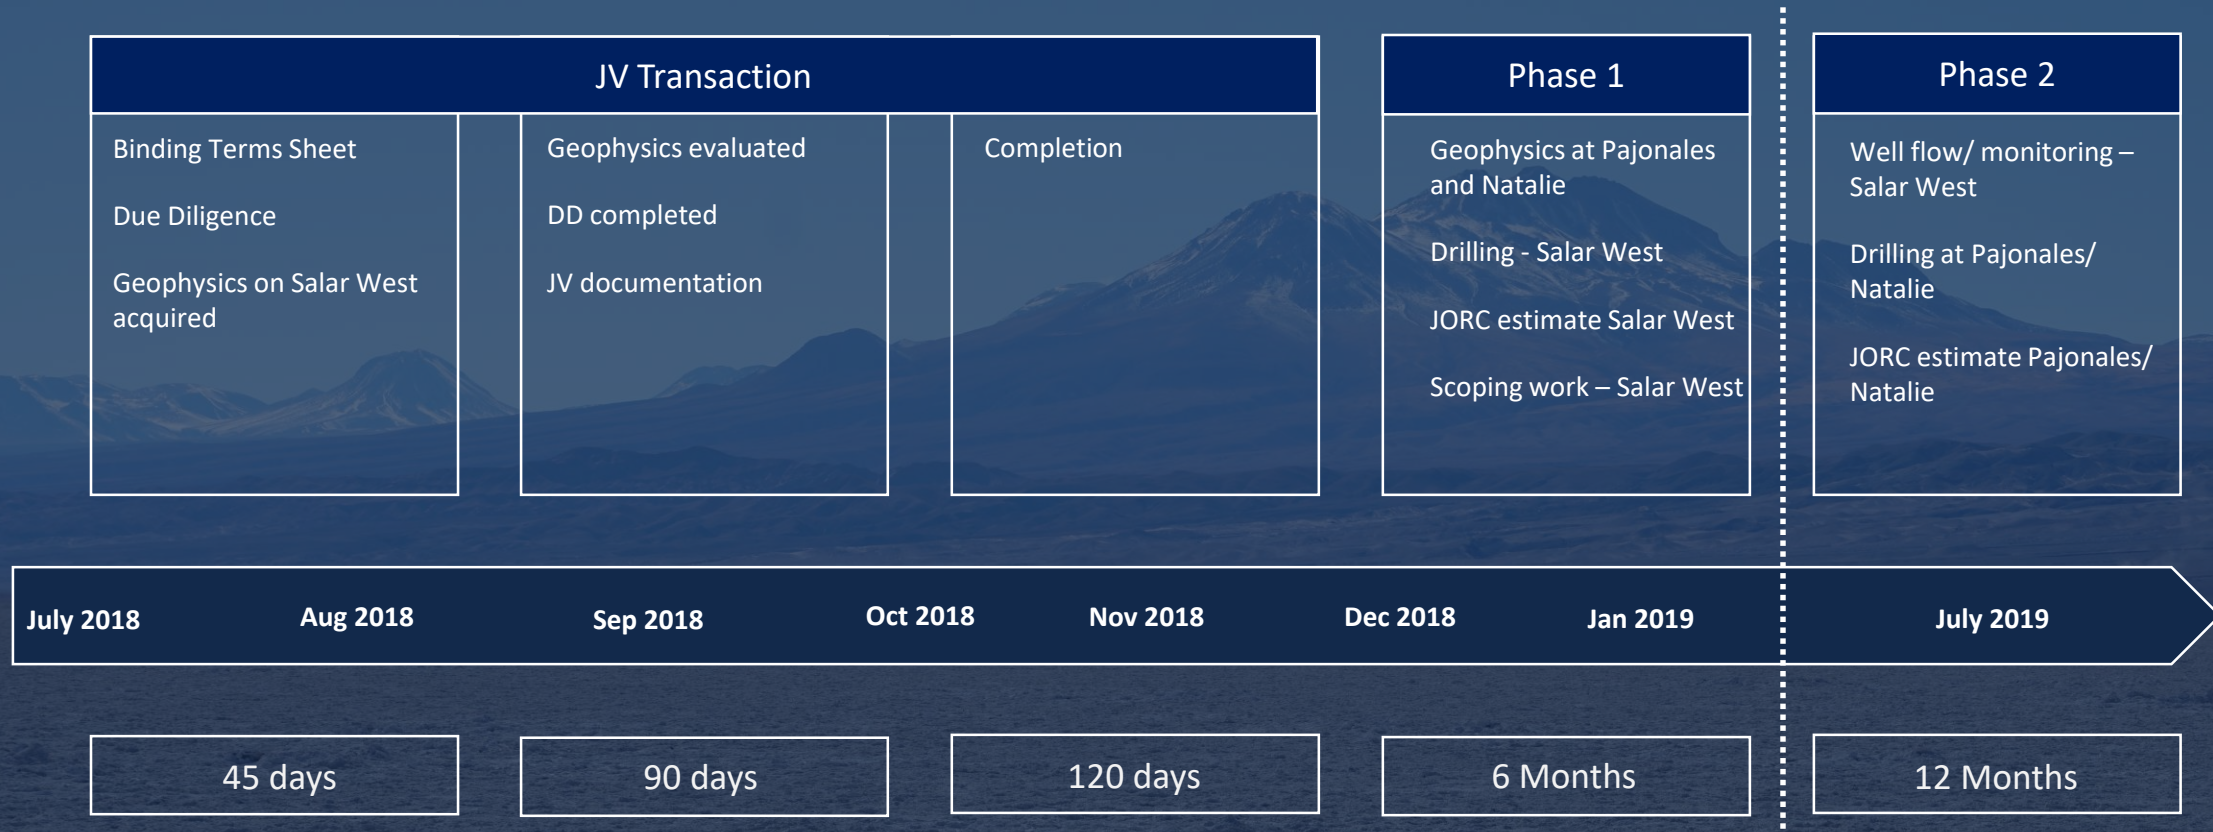 JV Transaction
Binding Terms Sheet
Due Diligence
Geophysics on Salar West
acquired
Geophysics evaluated
DD completed
JV documentation
Completion
Phase 1
Geophysics at Pajonales
and Natalie
Drilling - Salar West
JORC estimate Salar West
Scoping work – Salar West
Phase 2
Well flow/ monitoring –
Salar West
Drilling at Pajonales/
Natalie
JORC estimate Pajonales/
Natalie
July 2018
Aug 2018
Sep 2018
Oct 2018
Nov 2018
Dec 2018
Jan 2019
July 2019
45 days
90 days
120 days
6 Months
12 Months